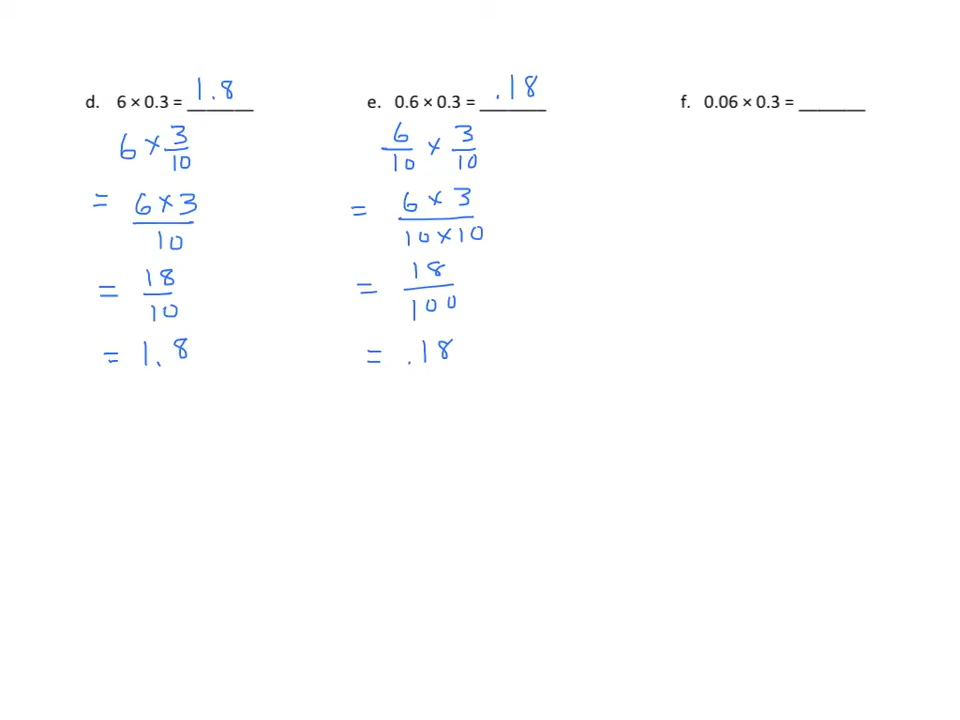 d. 6 × 0.3 = 1.8
6 × 3/10
= 6 × 3/10
= 18/10
= 1.8
e. 0.6 × 0.3 = .18
6/10 × 3/10
= 6 × 3/10 × 10
= 18/100
= .18
f. 0.06 × 0.3 = ______